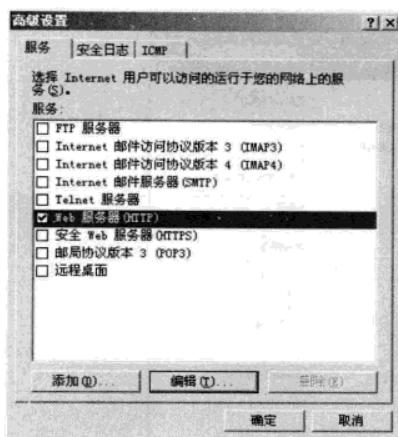 高级设置
服务 安全日志 ICMP
选择 Internet 用户可以访问的运行于您的网络上的服
务(S)。
服务:
FTP 服务器
Internet 邮件访问协议版本 3 (IMAP3)
Internet 邮件访问协议版本 4 (IMAP4)
Internet 邮件服务器(SMTP)
Telnet 服务器
Web 服务器(HTTP)
安全 Web 服务器(HTTPS)
邮局协议版本 3 (POP3)
远程桌面
添加(D)... 编辑(T)... 删除(E)
确定 取消